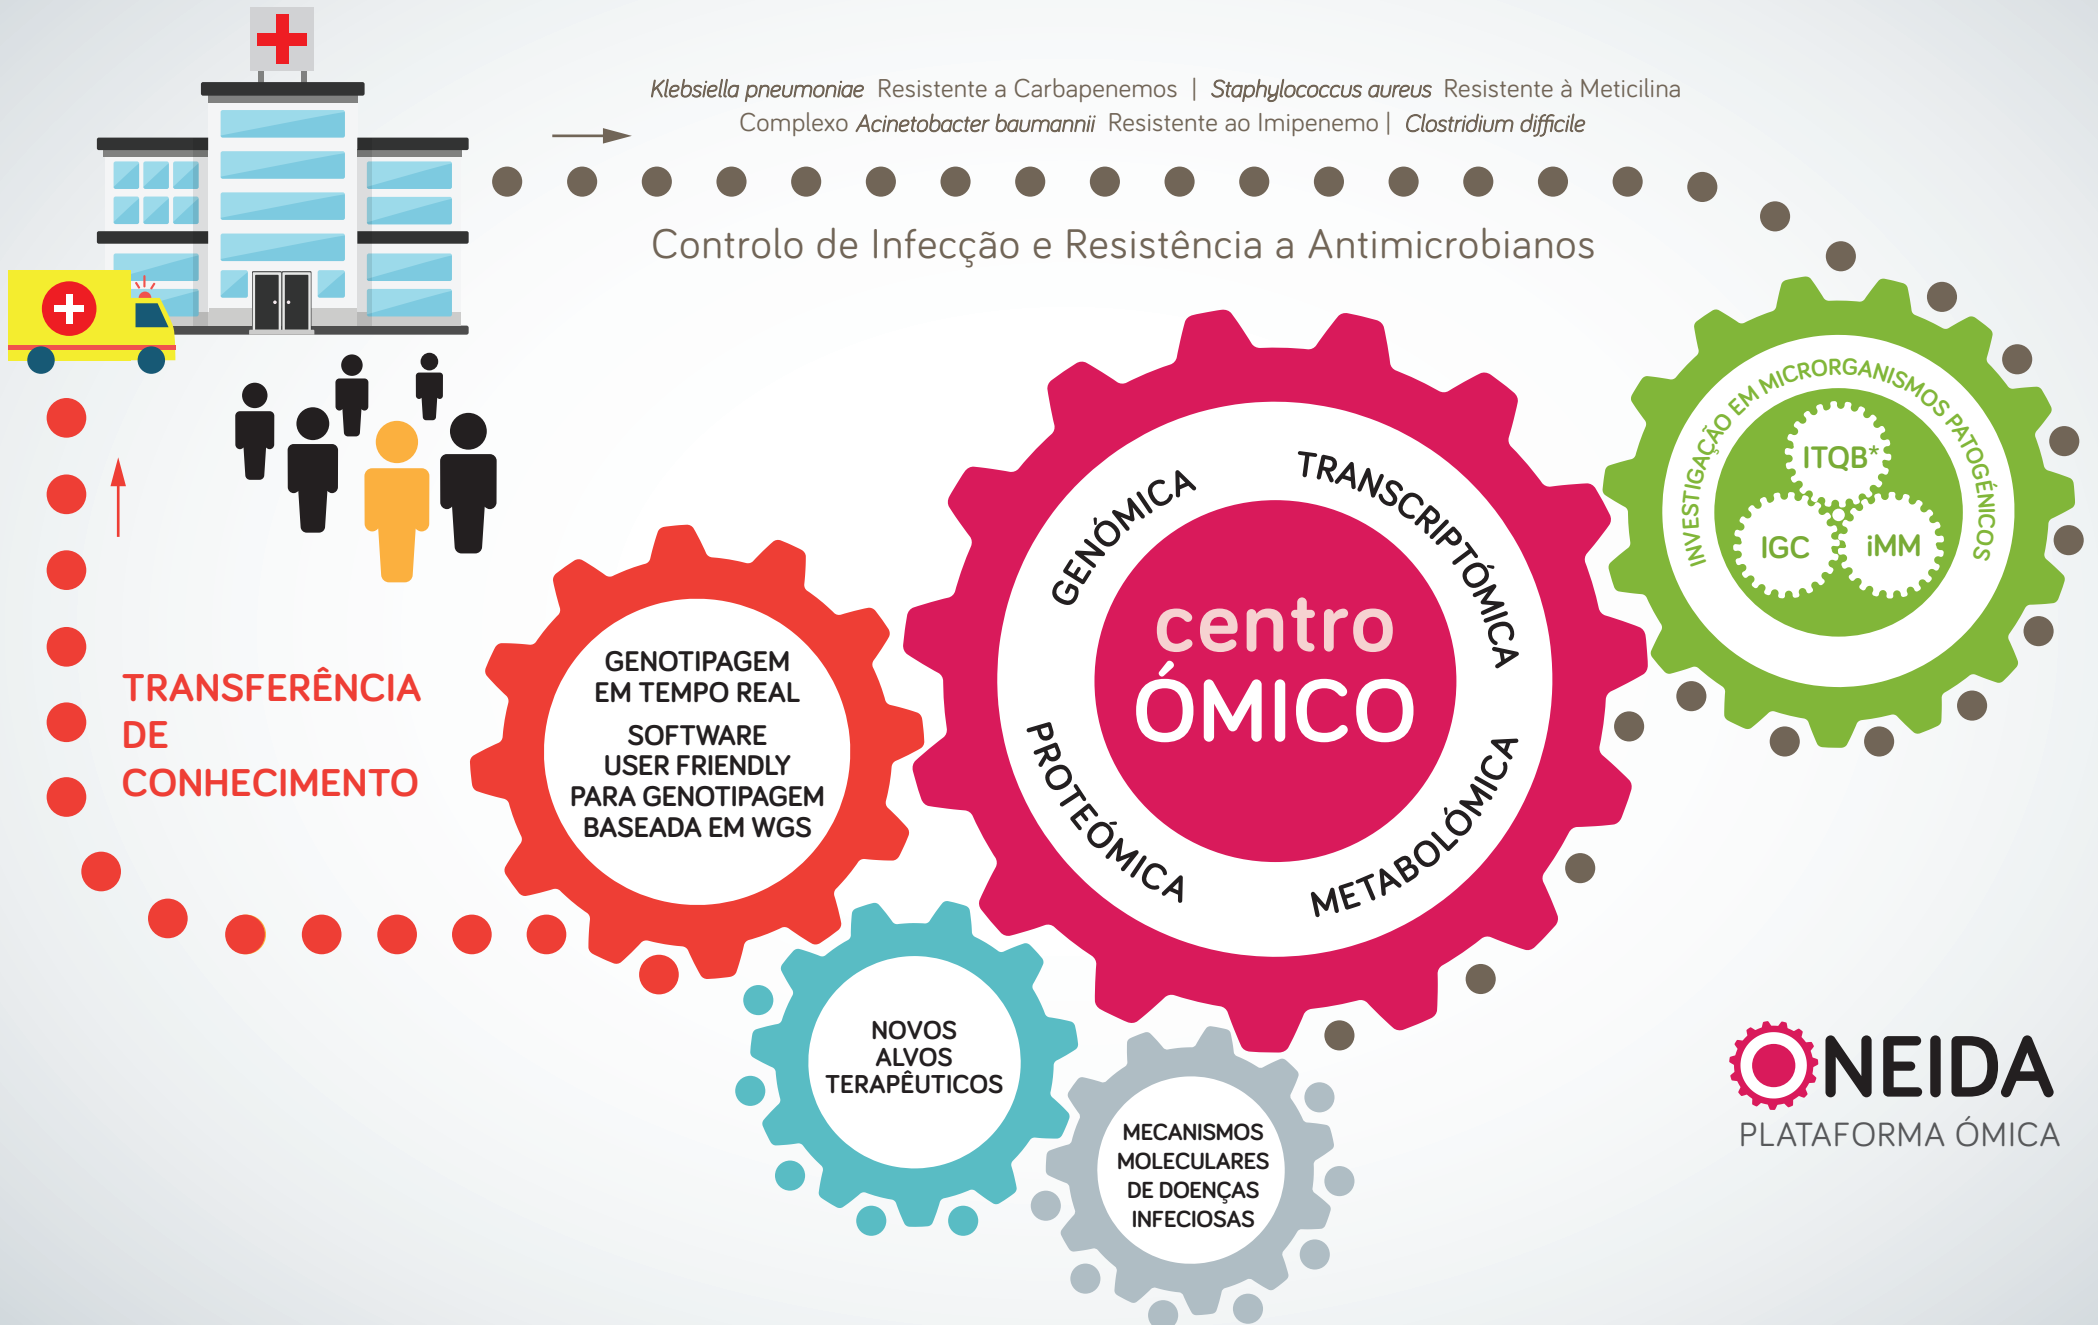 Klebsiella pneumoniae Resistente a Carbapenemos | Staphylococcus aureus Resistente à Meticilina
Complexo Acinetobacter baumannii Resistente ao Imipenemo | Clostridium difficile
Controlo de Infecção e Resistência a Antimicrobianos
INVESTIGAÇÃO EM MICRORGANISMOS PATOGÉNICOS
ITQB*
IGC
iMM
GENÓMICA
TRANSCRIPTÓMICA
centro
ÓMICO
PROTEÓMICA
METABOLÓMICA
TRANSFERÊNCIA
DE
CONHECIMENTO
GENOTIPAGEM
EM TEMPO REAL
SOFTWARE
USER FRIENDLY
PARA GENOTIPAGEM
BASEADA EM WGS
NOVOS
ALVOS
TERAPÊUTICOS
MECANISMOS
MOLECULARES
DE DOENÇAS
INFECIOSAS
ONEIDA
PLATAFORMA ÓMICA